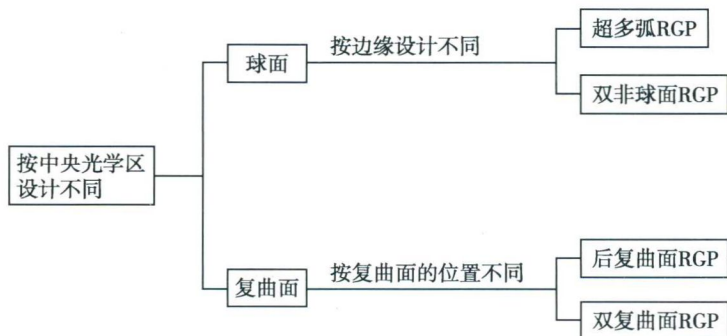 超多弧RGP
球面
按边缘设计不同
双非球面RGP
按中央光学区
设计不同
后复曲面RGP
复曲面
按复曲面的位置不同
双复曲面RGP